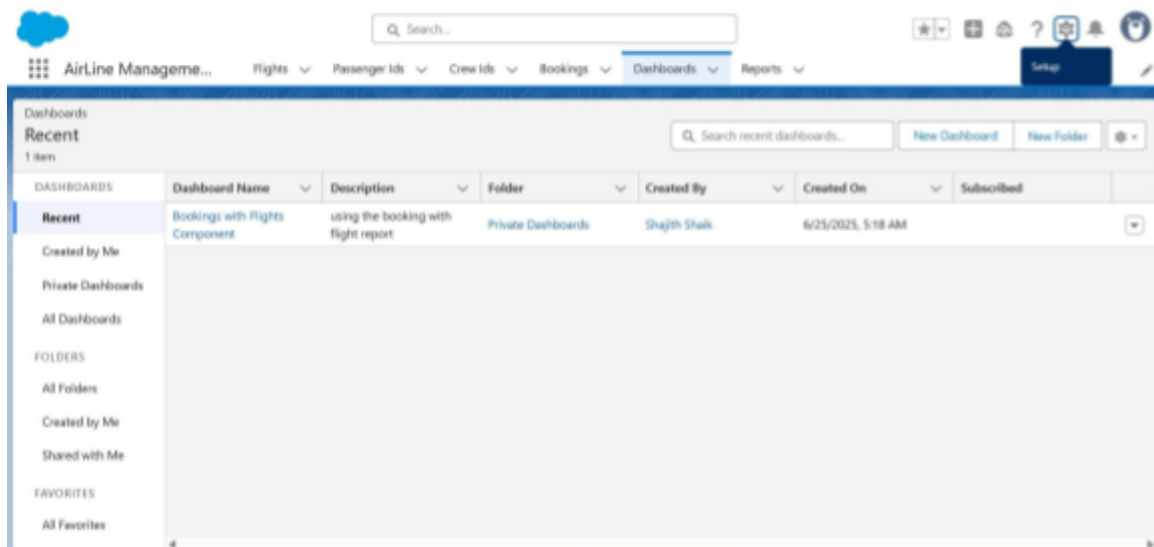 Search...
Setup
AirLine Manageme...
Flights
Passenger Ids
Crew Ids
Bookings
Dashboards
Reports
Dashboards
Recent
1 item
Search recent dashboards...
New Dashboard
New Folder
DASHBOARDS
Dashboard Name
Description
Folder
Created By
Created On
Subscribed
Recent
Bookings with Flights
Component
using the booking with
flight report
Private Dashboards
Shajith Shaik
6/25/2025, 5:18 AM
Created by Me
Private Dashboards
All Dashboards
FOLDERS
All Folders
Created by Me
Shared with Me
FAVORITES
All Favorites